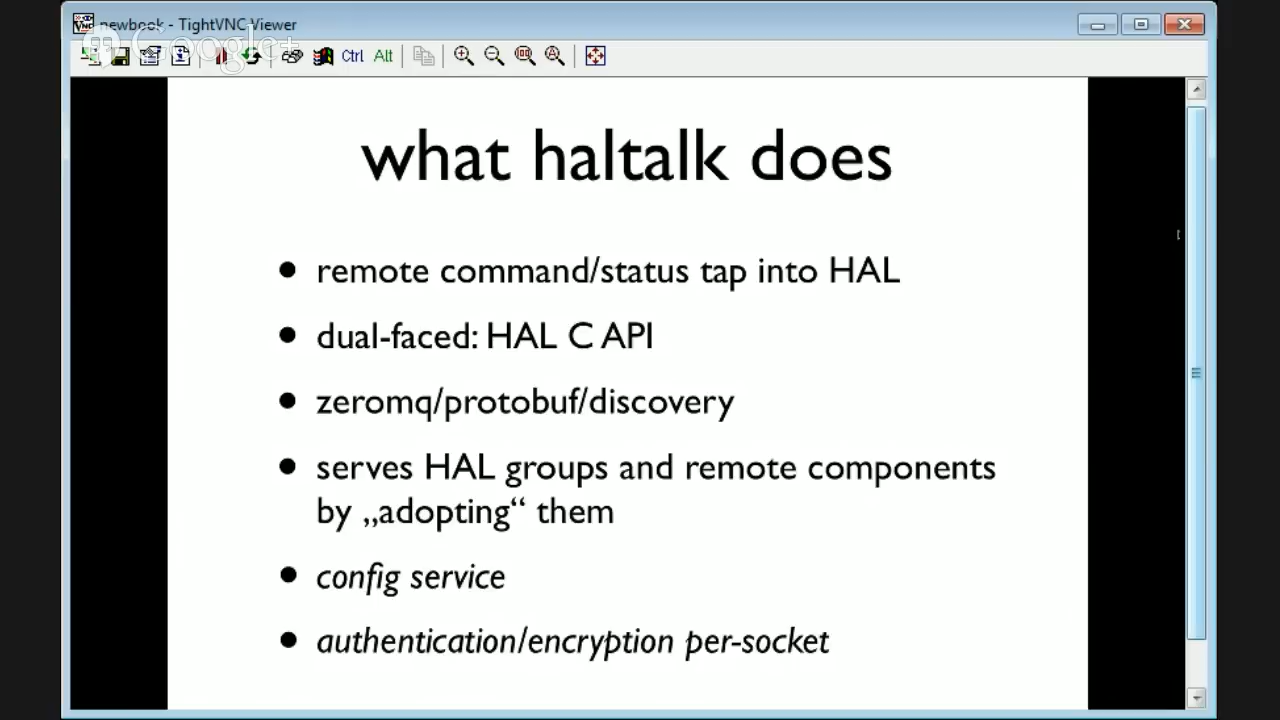 newbook - TightVNC Viewer
Google+
Ctrl Alt
what haltalk does
• remote command/status tap into HAL
• dual-faced: HAL C API
• zeromq/protobuf/discovery
• serves HAL groups and remote components
by „adopting“ them
• config service
• authentication/encryption per-socket